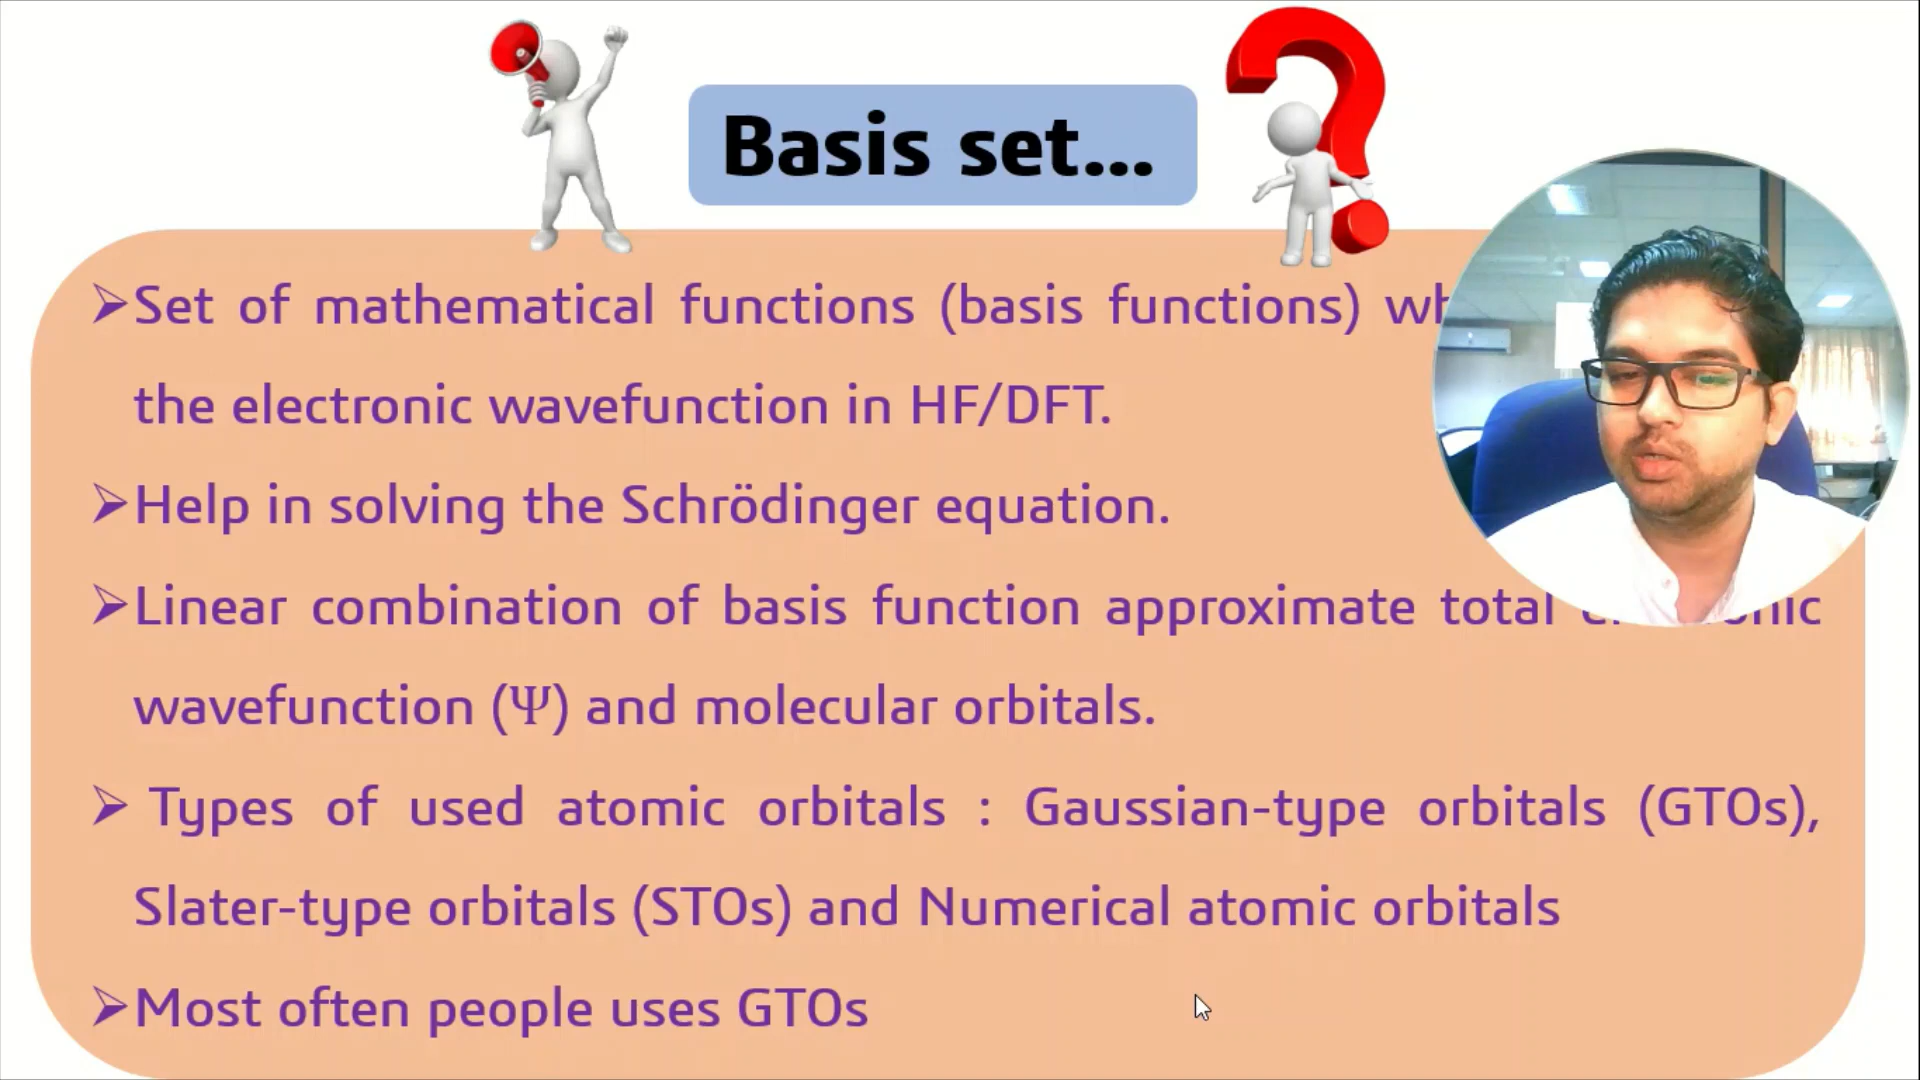 Basis set...
➢Set of mathematical functions (basis functions)
the electronic wavefunction in HF/DFT.
➢Help in solving the Schrödinger equation.
➢Linear combination of basis function approximate total
wavefunction (Ψ) and molecular orbitals.
➢ Types of used atomic orbitals : Gaussian-type orbitals (GTOs),
Slater-type orbitals (STOs) and Numerical atomic orbitals
➢Most often people uses GTOs